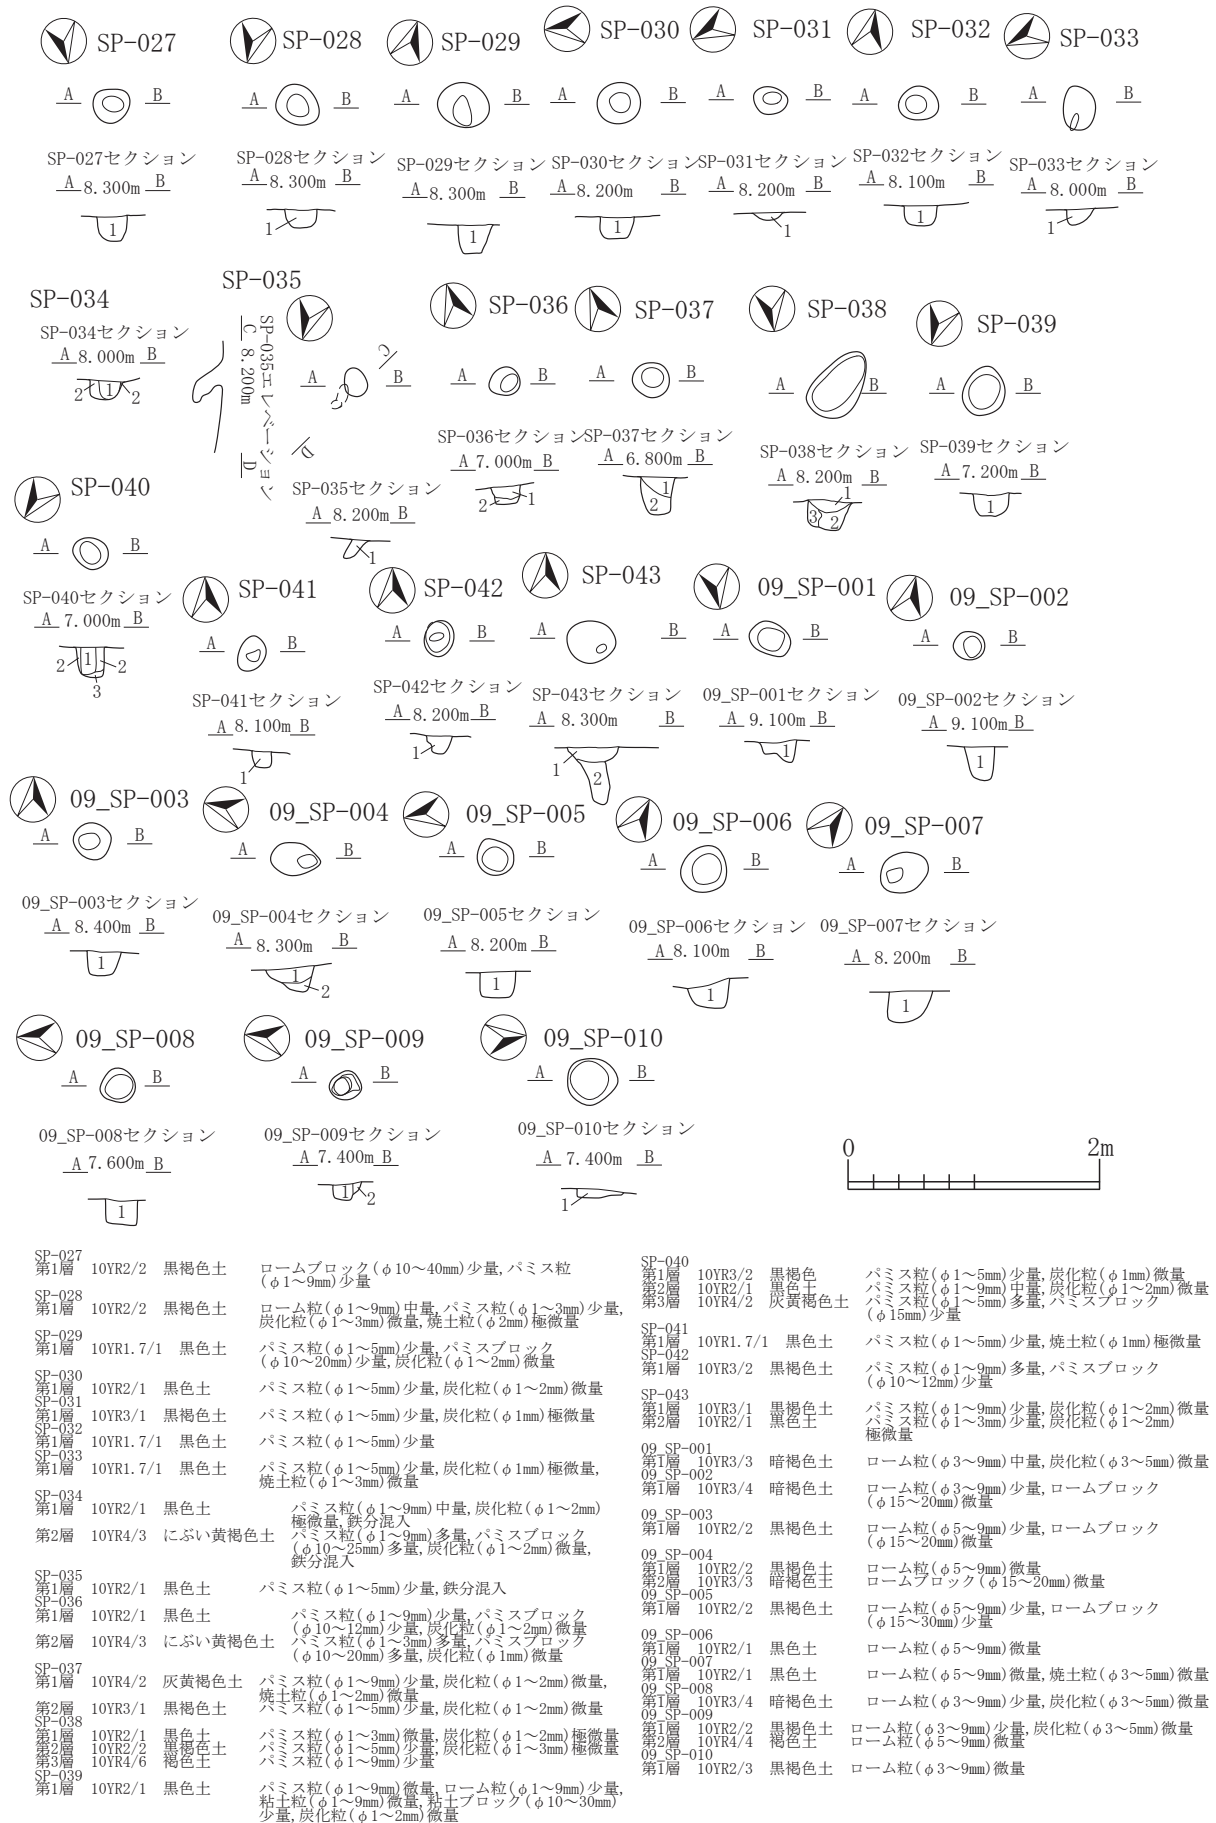 SP-027 SP-028 SP-029 SP-030 SP-031 SP-032 SP-033
A B A B A B A B A B A B A B
SP-027セクション SP-028セクション SP-029セクション SP-030セクション SP-031セクション SP-032セクション SP-033セクション
A 8.300m B A 8.300m B A 8.300m B A 8.200m B A 8.200m B A 8.100m B A 8.000m B
1 1 1 1 1 1 1
SP-034
SP-034セクション
A 8.000m B
2 1 2
SP-035
SP-035エレベーション
C 8.200m D
A B
C
D
SP-035セクション
A 8.200m B
1
SP-036 SP-037 SP-038 SP-039
A B A B A B A B
SP-036セクション SP-037セクション SP-038セクション SP-039セクション
A 7.000m B A 6.800m B A 8.200m B A 7.200m B
2 1 1 2 1 3 2 1
SP-040
A B
SP-040セクション
A 7.000m B
2 1 2
3
SP-041 SP-042 SP-043 09_SP-001 09_SP-002
A B A B A B A B A B
SP-041セクション SP-042セクション SP-043セクション 09_SP-001セクション 09_SP-002セクション
A 8.100m B A 8.200m B A 8.300m B A 9.100m B A 9.100m B
1 1 1 2 1 1
09_SP-003 09_SP-004 09_SP-005 09_SP-006 09_SP-007
A B A B A B A B A B
09_SP-003セクション 09_SP-004セクション 09_SP-005セクション 09_SP-006セクション 09_SP-007セクション
A 8.400m B A 8.300m B A 8.200m B A 8.100m B A 8.200m B
1 1 2 1 1 1
09_SP-008 09_SP-009 09_SP-010
A B A B A B
09_SP-008セクション 09_SP-009セクション 09_SP-010セクション
A 7.600m B A 7.400m B A 7.400m B
1 1 2 1
0 2m
SP-027
第1層 10YR2/2 黒褐色土 ロームブロック(φ10〜40mm)少量,パミス粒
(φ1〜9mm)少量
SP-028
第1層 10YR2/2 黒褐色土 ローム粒(φ1〜9mm)中量,パミス粒(φ1〜3mm)少量,
炭化粒(φ1〜3mm)微量,焼土粒(φ2mm)極微量
SP-029
第1層 10YR1.7/1 黒色土 パミス粒(φ1〜5mm)少量,パミスブロック
(φ10〜20mm)少量,炭化粒(φ1〜2mm)微量
SP-030
第1層 10YR2/1 黒色土 パミス粒(φ1〜5mm)少量,炭化粒(φ1〜2mm)微量
SP-031
第1層 10YR3/1 黒褐色土 パミス粒(φ1〜5mm)少量,炭化粒(φ1mm)極微量
SP-032
第1層 10YR1.7/1 黒色土 パミス粒(φ1〜5mm)少量
SP-033
第1層 10YR1.7/1 黒色土 パミス粒(φ1〜5mm)少量,炭化粒(φ1mm)極微量,
焼土粒(φ1〜3mm)微量
SP-034
第1層 10YR2/1 黒色土 パミス粒(φ1〜9mm)中量,炭化粒(φ1〜2mm)
極微量,鉄分混入
第2層 10YR4/3 にぶい黄褐色土 パミス粒(φ1〜9mm)多量,パミスブロック
(φ10〜25mm)多量,炭化粒(φ1〜2mm)微量,
鉄分混入
SP-035
第1層 10YR2/1 黒色土 パミス粒(φ1〜5mm)少量,鉄分混入
SP-036
第1層 10YR2/1 黒色土 パミス粒(φ1〜9mm)少量,パミスブロック
(φ10〜12mm)少量,炭化粒(φ1〜2mm)微量
第2層 10YR4/3 にぶい黄褐色土 パミス粒(φ1〜3mm)多量,パミスブロック
(φ10〜20mm)多量,炭化粒(φ1mm)微量
SP-037
第1層 10YR4/2 灰黄褐色土 パミス粒(φ1〜9mm)少量,炭化粒(φ1〜2mm)微量,
焼土粒(φ1〜2mm)微量
第2層 10YR3/1 黒褐色土 パミス粒(φ1〜5mm)少量,炭化粒(φ1〜2mm)微量
SP-038
第1層 10YR2/1 黒色土 パミス粒(φ1〜3mm)微量,炭化粒(φ1〜2mm)極微量
第2層 10YR2/2 黒褐色土 パミス粒(φ1〜5mm)少量,炭化粒(φ1〜3mm)極微量
第3層 10YR4/6 褐色土 パミス粒(φ1〜9mm)少量
SP-039
第1層 10YR2/1 黒色土 パミス粒(φ1〜9mm)微量,ローム粒(φ1〜9mm)少量,
粘土粒(φ1〜9mm)微量,粘土ブロック(φ10〜30mm)
少量,炭化粒(φ1〜2mm)微量
SP-040
第1層 10YR3/2 黒褐色 パミス粒(φ1〜5mm)少量,炭化粒(φ1mm)微量
第2層 10YR2/1 黒色土 パミス粒(φ1〜9mm)中量,炭化粒(φ1〜2mm)微量
第3層 10YR4/2 灰黄褐色土 パミス粒(φ1〜5mm)多量,パミスブロック
(φ15mm)少量
SP-041
第1層 10YR1.7/1 黒色土 パミス粒(φ1〜5mm)少量,焼土粒(φ1mm)極微量
SP-042
第1層 10YR3/2 黒褐色土 パミス粒(φ1〜9mm)多量,パミスブロック
(φ10〜12mm)少量
SP-043
第1層 10YR3/1 黒褐色土 パミス粒(φ1〜9mm)少量,炭化粒(φ1〜2mm)微量
第2層 10YR2/1 黒色土 パミス粒(φ1〜3mm)少量,炭化粒(φ1〜2mm)
極微量
09_SP-001
第1層 10YR3/3 暗褐色土 ローム粒(φ3〜9mm)中量,炭化粒(φ3〜5mm)微量
09_SP-002
第1層 10YR3/4 暗褐色土 ローム粒(φ3〜9mm)少量,ロームブロック
(φ15〜20mm)微量
09_SP-003
第1層 10YR2/2 黒褐色土 ローム粒(φ5〜9mm)少量,ロームブロック
(φ15〜20mm)微量
09_SP-004
第1層 10YR2/2 黒褐色土 ローム粒(φ5〜9mm)微量
第2層 10YR3/3 暗褐色土 ロームブロック(φ15〜20mm)微量
09_SP-005
第1層 10YR2/2 黒褐色土 ローム粒(φ5〜9mm)少量,ロームブロック
(φ15〜30mm)少量
09_SP-006
第1層 10YR2/1 黒色土 ローム粒(φ5〜9mm)微量
09_SP-007
第1層 10YR2/1 黒色土 ローム粒(φ5〜9mm)微量,焼土粒(φ3〜5mm)微量
09_SP-008
第1層 10YR3/4 暗褐色土 ローム粒(φ3〜9mm)少量,炭化粒(φ3〜5mm)微量
09_SP-009
第1層 10YR2/2 黒褐色土 ローム粒(φ3〜9mm)少量,炭化粒(φ3〜5mm)微量
第2層 10YR4/4 褐色土 ローム粒(φ5〜9mm)微量
09_SP-010
第1層 10YR2/3 黒褐色土 ローム粒(φ3〜9mm)微量